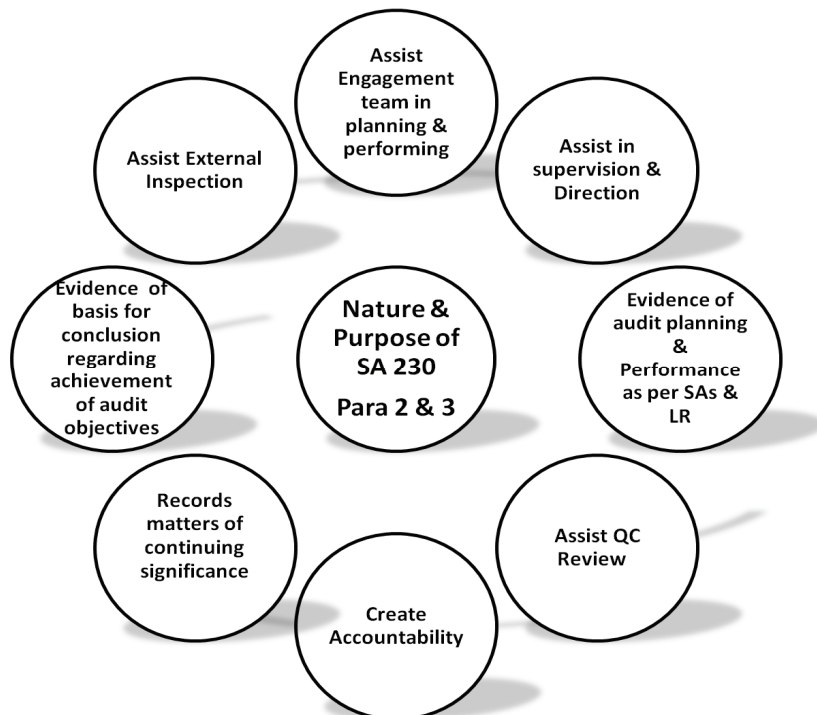 Assist
Engagement
team in
planning &
performing
Assist External
Inspection
Assist in
supervision &
Direction
Evidence of
basis for
conclusion
regarding
achievement
of audit
objectives
Nature &
Purpose of
SA 230
Para 2 & 3
Evidence of
audit planning
&
Performance
as per SAs &
LR
Records
matters of
continuing
significance
Assist QC
Review
Create
Accountability